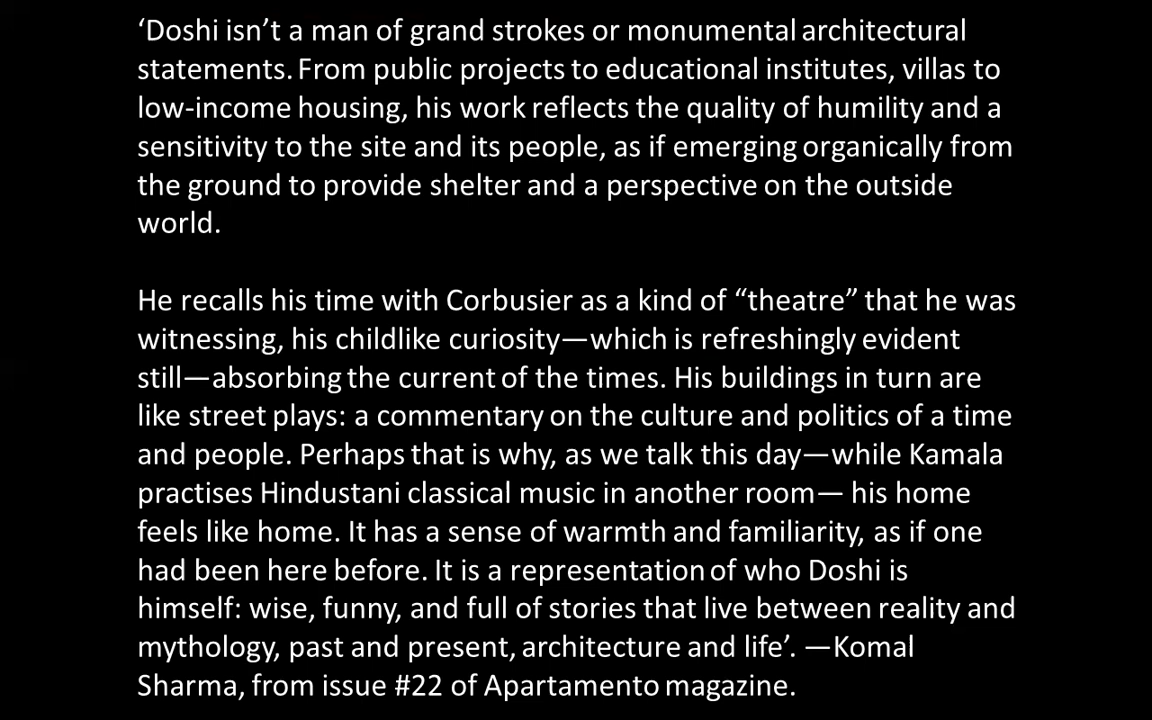 ‘Doshi isn’t a man of grand strokes or monumental architectural
statements. From public projects to educational institutes, villas to
low-income housing, his work reflects the quality of humility and a
sensitivity to the site and its people, as if emerging organically from
the ground to provide shelter and a perspective on the outside
world.
He recalls his time with Corbusier as a kind of “theatre” that he was
witnessing, his childlike curiosity—which is refreshingly evident
still—absorbing the current of the times. His buildings in turn are
like street plays: a commentary on the culture and politics of a time
and people. Perhaps that is why, as we talk this day—while Kamala
practises Hindustani classical music in another room— his home
feels like home. It has a sense of warmth and familiarity, as if one
had been here before. It is a representation of who Doshi is
himself: wise, funny, and full of stories that live between reality and
mythology, past and present, architecture and life’. —Komal
Sharma, from issue #22 of Apartamento magazine.